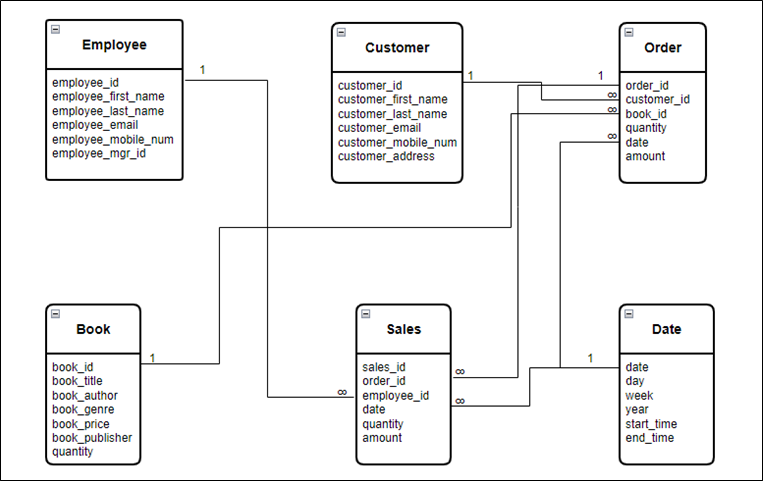 Employee
employee_id
employee_first_name
employee_last_name
employee_email
employee_mobile_num
employee_mgr_id
1
Customer
customer_id
customer_first_name
customer_last_name
customer_email
customer_mobile_num
customer_address
1
1
∞
∞
∞
Order
order_id
customer_id
book_id
quantity
date
amount
Book
book_id
book_title
book_author
book_genre
book_price
book_publisher
quantity
1
∞
Sales
sales_id
order_id
employee_id
date
quantity
amount
∞
∞
1
Date
date
day
week
year
start_time
end_time